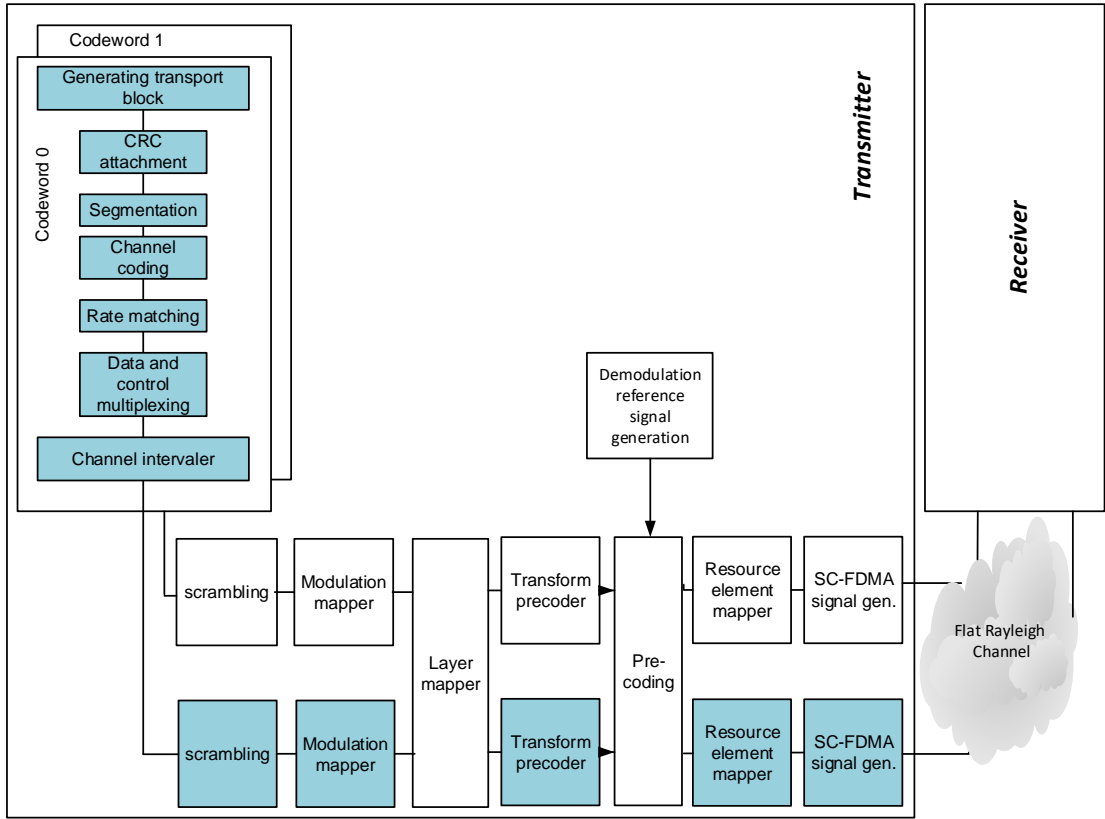 Codeword 1
Generating transport
block
Codeword 0
CRC
attachment
Segmentation
Channel
coding
Rate matching
Data and
control
multiplexing
Channel intervaler
Transmitter
Receiver
Demodulation
reference
signal
generation
scrambling
Modulation
mapper
Layer
mapper
Transform
precoder
Pre-
coding
Resource
element
mapper
SC-FDMA
signal gen.
Flat Rayleigh
Channel
scrambling
Modulation
mapper
Transform
precoder
Resource
element
mapper
SC-FDMA
signal gen.